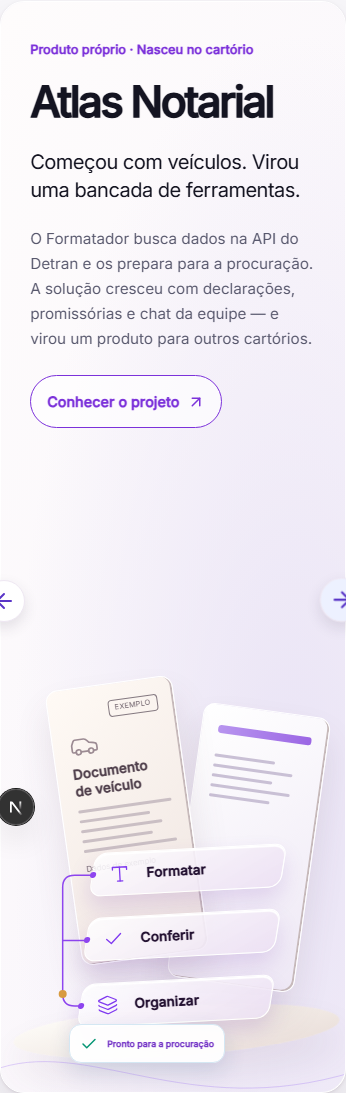 Produto próprio · Nasceu no cartório
Atlas Notarial
Começou com veículos. Virou
uma bancada de ferramentas.
O Formatador busca dados na API do
Detran e os prepara para a procuração.
A solução cresceu com declarações,
promissórias e chat da equipe — e
virou um produto para outros cartórios.
Conhecer o projeto
EXEMPLO
Documento
de veículo
Formatar
Conferir
Organizar
Pronto para a procuração
N